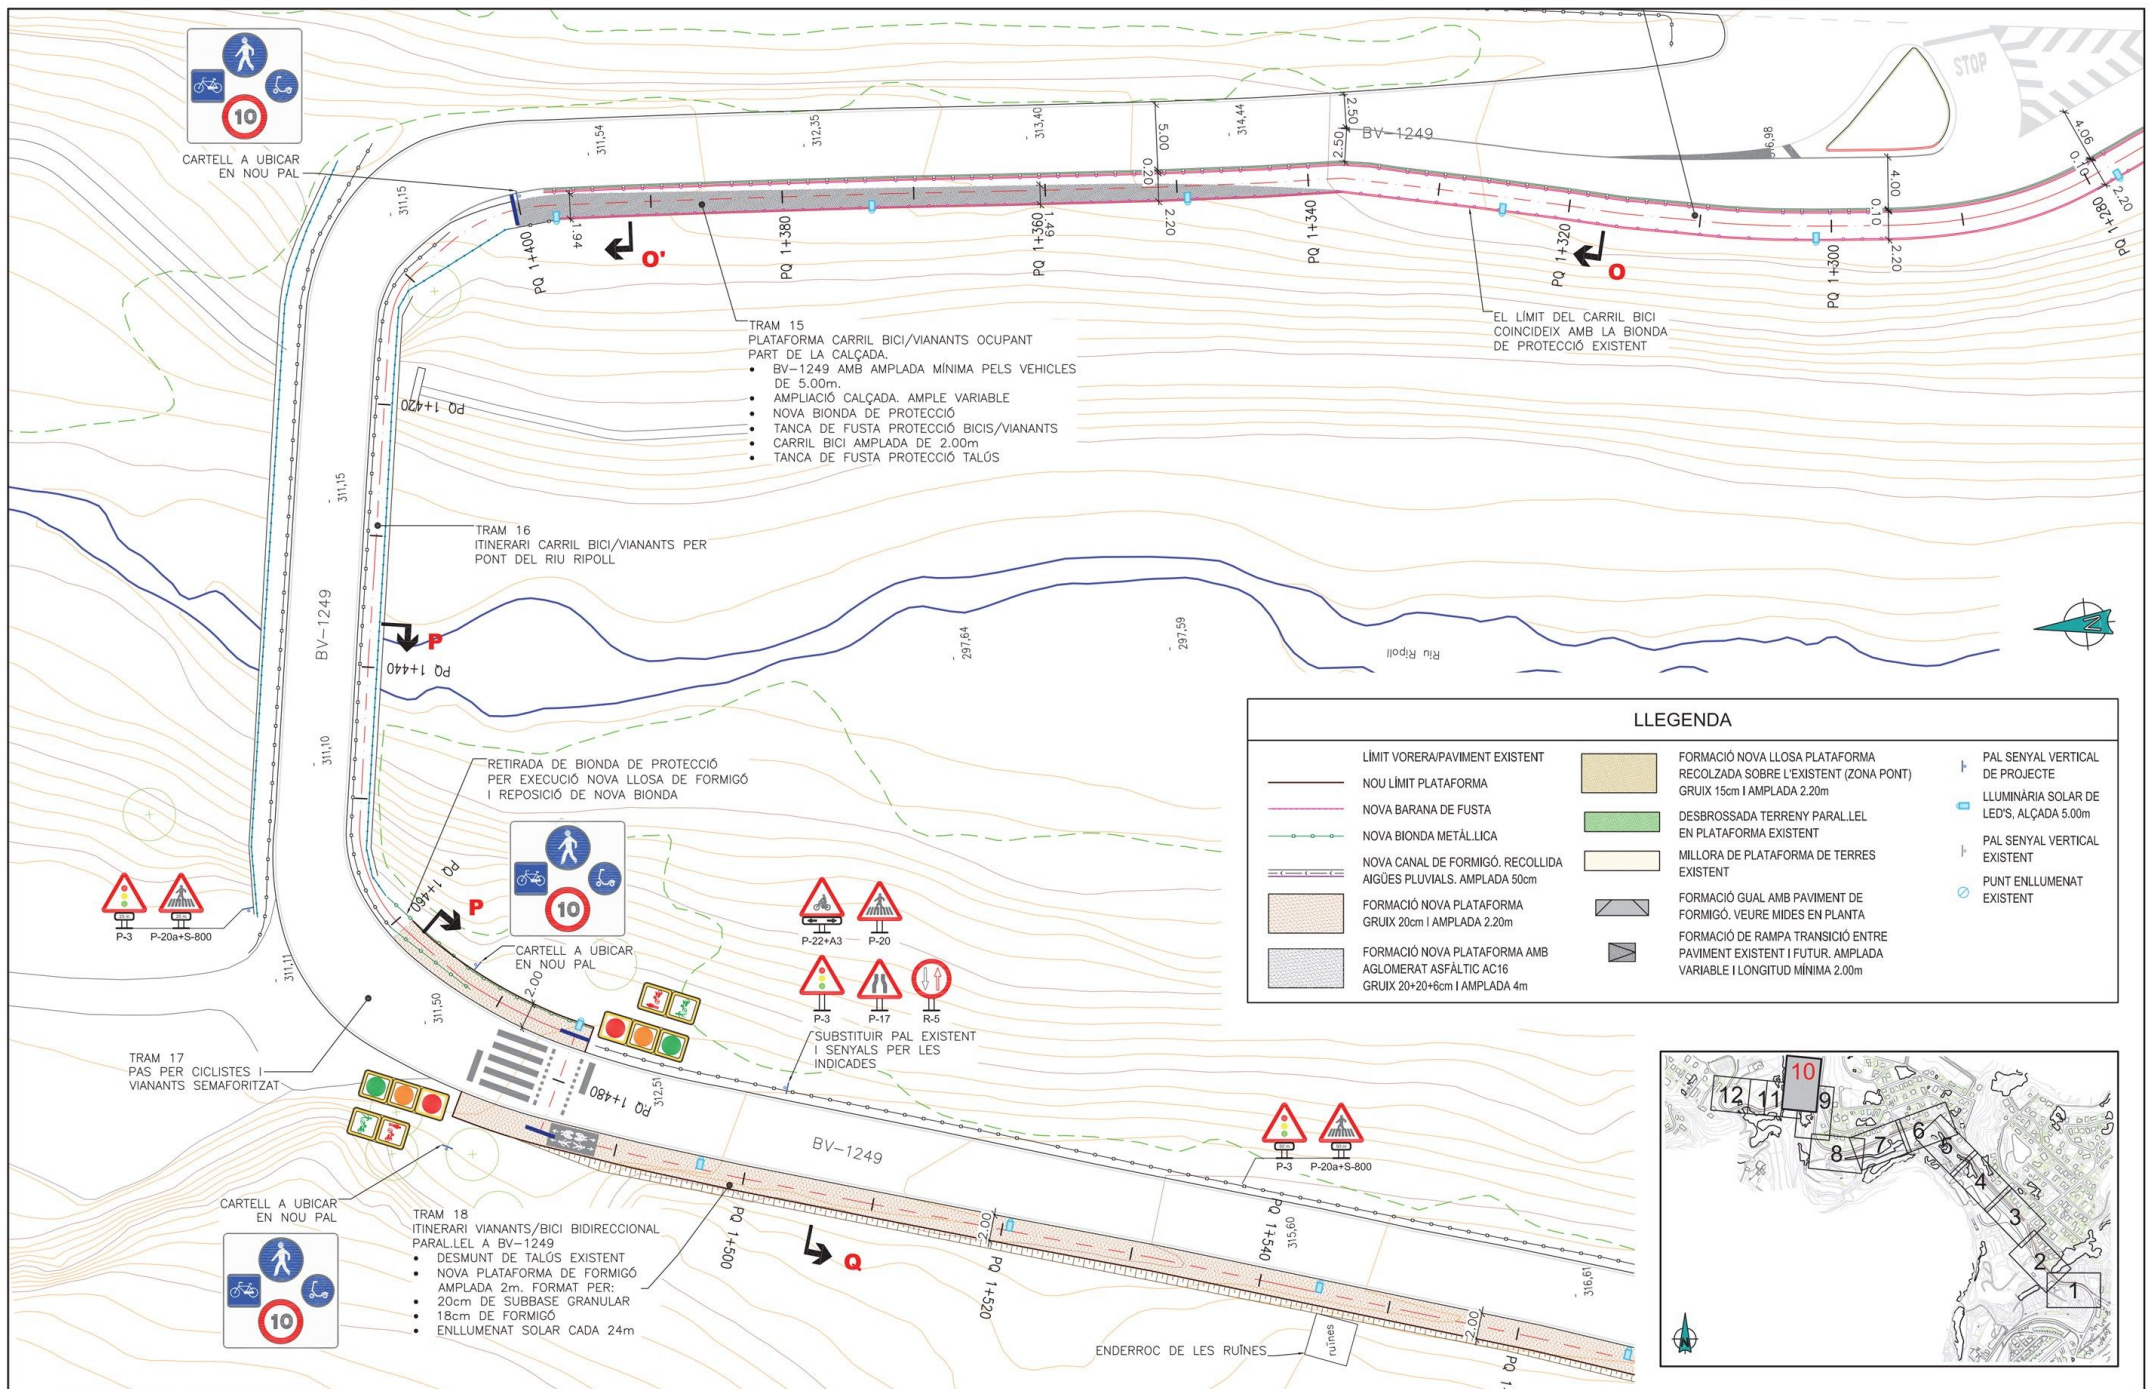 STOP
10
CARTELL A UBICAR
EN NOU PAL
311,54
312,35
313,40
314,44
5.00
0.20
2.50
2.50
BV-1249
4.06
0.10
2.20
4.00
0.10
2.20
311,15
1.94
1.49
2.20
PQ 1+400
PQ 1+380
PQ 1+360
PQ 1+340
PQ 1+320
PQ 1+300
PQ 1+280
O'
O
TRAM 15
PLATAFORMA CARRIL BICI/VIANANTS OCUPANT
PART DE LA CALÇADA.
• BV-1249 AMB AMPLADA MÍNIMA PELS VEHICLES
DE 5.00m.
• AMPLIACIÓ CALÇADA. AMPLE VARIABLE
• NOVA BIONDA DE PROTECCIÓ
• TANCA DE FUSTA PROTECCIÓ BICIS/VIANANTS
• CARRIL BICI AMPLADA DE 2.00m
• TANCA DE FUSTA PROTECCIÓ TALÚS
EL LÍMIT DEL CARRIL BICI
COINCIDEIX AMB LA BIONDA
DE PROTECCIÓ EXISTENT
PQ 1+420
311,15
TRAM 16
ITINERARI CARRIL BICI/VIANANTS PER
PONT DEL RIU RIPOLL
BV-1249
P
PQ 1+440
297,64
297,59
Riu Ripoll
N
311,10
RETIRADA DE BIONDA DE PROTECCIÓ
PER EXECUCIÓ NOVA LLOSA DE FORMIGÓ
I REPOSICIÓ DE NOVA BIONDA
LLEGENDA
LÍMIT VORERA/PAVIMENT EXISTENT
NOU LÍMIT PLATAFORMA
NOVA BARANA DE FUSTA
NOVA BIONDA METÀL.LICA
NOVA CANAL DE FORMIGÓ. RECOLLIDA
AIGÜES PLUVIALS. AMPLADA 50cm
FORMACIÓ NOVA PLATAFORMA
GRUIX 20cm I AMPLADA 2.20m
FORMACIÓ NOVA PLATAFORMA AMB
AGLOMERAT ASFÀLTIC AC16
GRUIX 20+20+6cm I AMPLADA 4m
FORMACIÓ NOVA LLOSA PLATAFORMA
RECOLZADA SOBRE L'EXISTENT (ZONA PONT)
GRUIX 15cm I AMPLADA 2.20m
DESBROSSADA TERRENY PARAL.LEL
EN PLATAFORMA EXISTENT
MILLORA DE PLATAFORMA DE TERRES
EXISTENT
FORMACIÓ GUAL AMB PAVIMENT DE
FORMIGÓ. VEURE MIDES EN PLANTA
FORMACIÓ DE RAMPA TRANSICIÓ ENTRE
PAVIMENT EXISTENT I FUTUR. AMPLADA
VARIABLE I LONGITUD MÍNIMA 2.00m
PAL SENYAL VERTICAL
DE PROJECTE
LLUMINÀRIA SOLAR DE
LED'S, ALÇADA 5.00m
PAL SENYAL VERTICAL
EXISTENT
PUNT ENLLUMENAT
EXISTENT
PQ 1+460
P
10
CARTELL A UBICAR
EN NOU PAL
2.00
P-3
P-20a+S-800
311,11
311,50
P-22+A3
P-20
P-3
P-17
R-5
SUBSTITUIR PAL EXISTENT
I SENYALS PER LES
INDICADES
TRAM 17
PAS PER CICLISTES I
VIANANTS SEMAFORITZAT
PQ 1+480
312,51
BV-1249
P-3
P-20a+S-800
CARTELL A UBICAR
EN NOU PAL
10
TRAM 18
ITINERARI VIANANTS/BICI BIDIRECCIONAL
PARAL.LEL A BV-1249
• DESMUNT DE TALÚS EXISTENT
• NOVA PLATAFORMA DE FORMIGÓ
AMPLADA 2m. FORMAT PER:
• 20cm DE SUBBASE GRANULAR
• 18cm DE FORMIGÓ
• ENLLUMENAT SOLAR CADA 24m
PQ 1+500
Q
2.00
PQ 1+520
PQ 1+540
315,60
2.00
316,61
ruïnes
ENDERROC DE LES RUÏNES
12
11
10
9
8
7
6
5
4
3
2
1
N